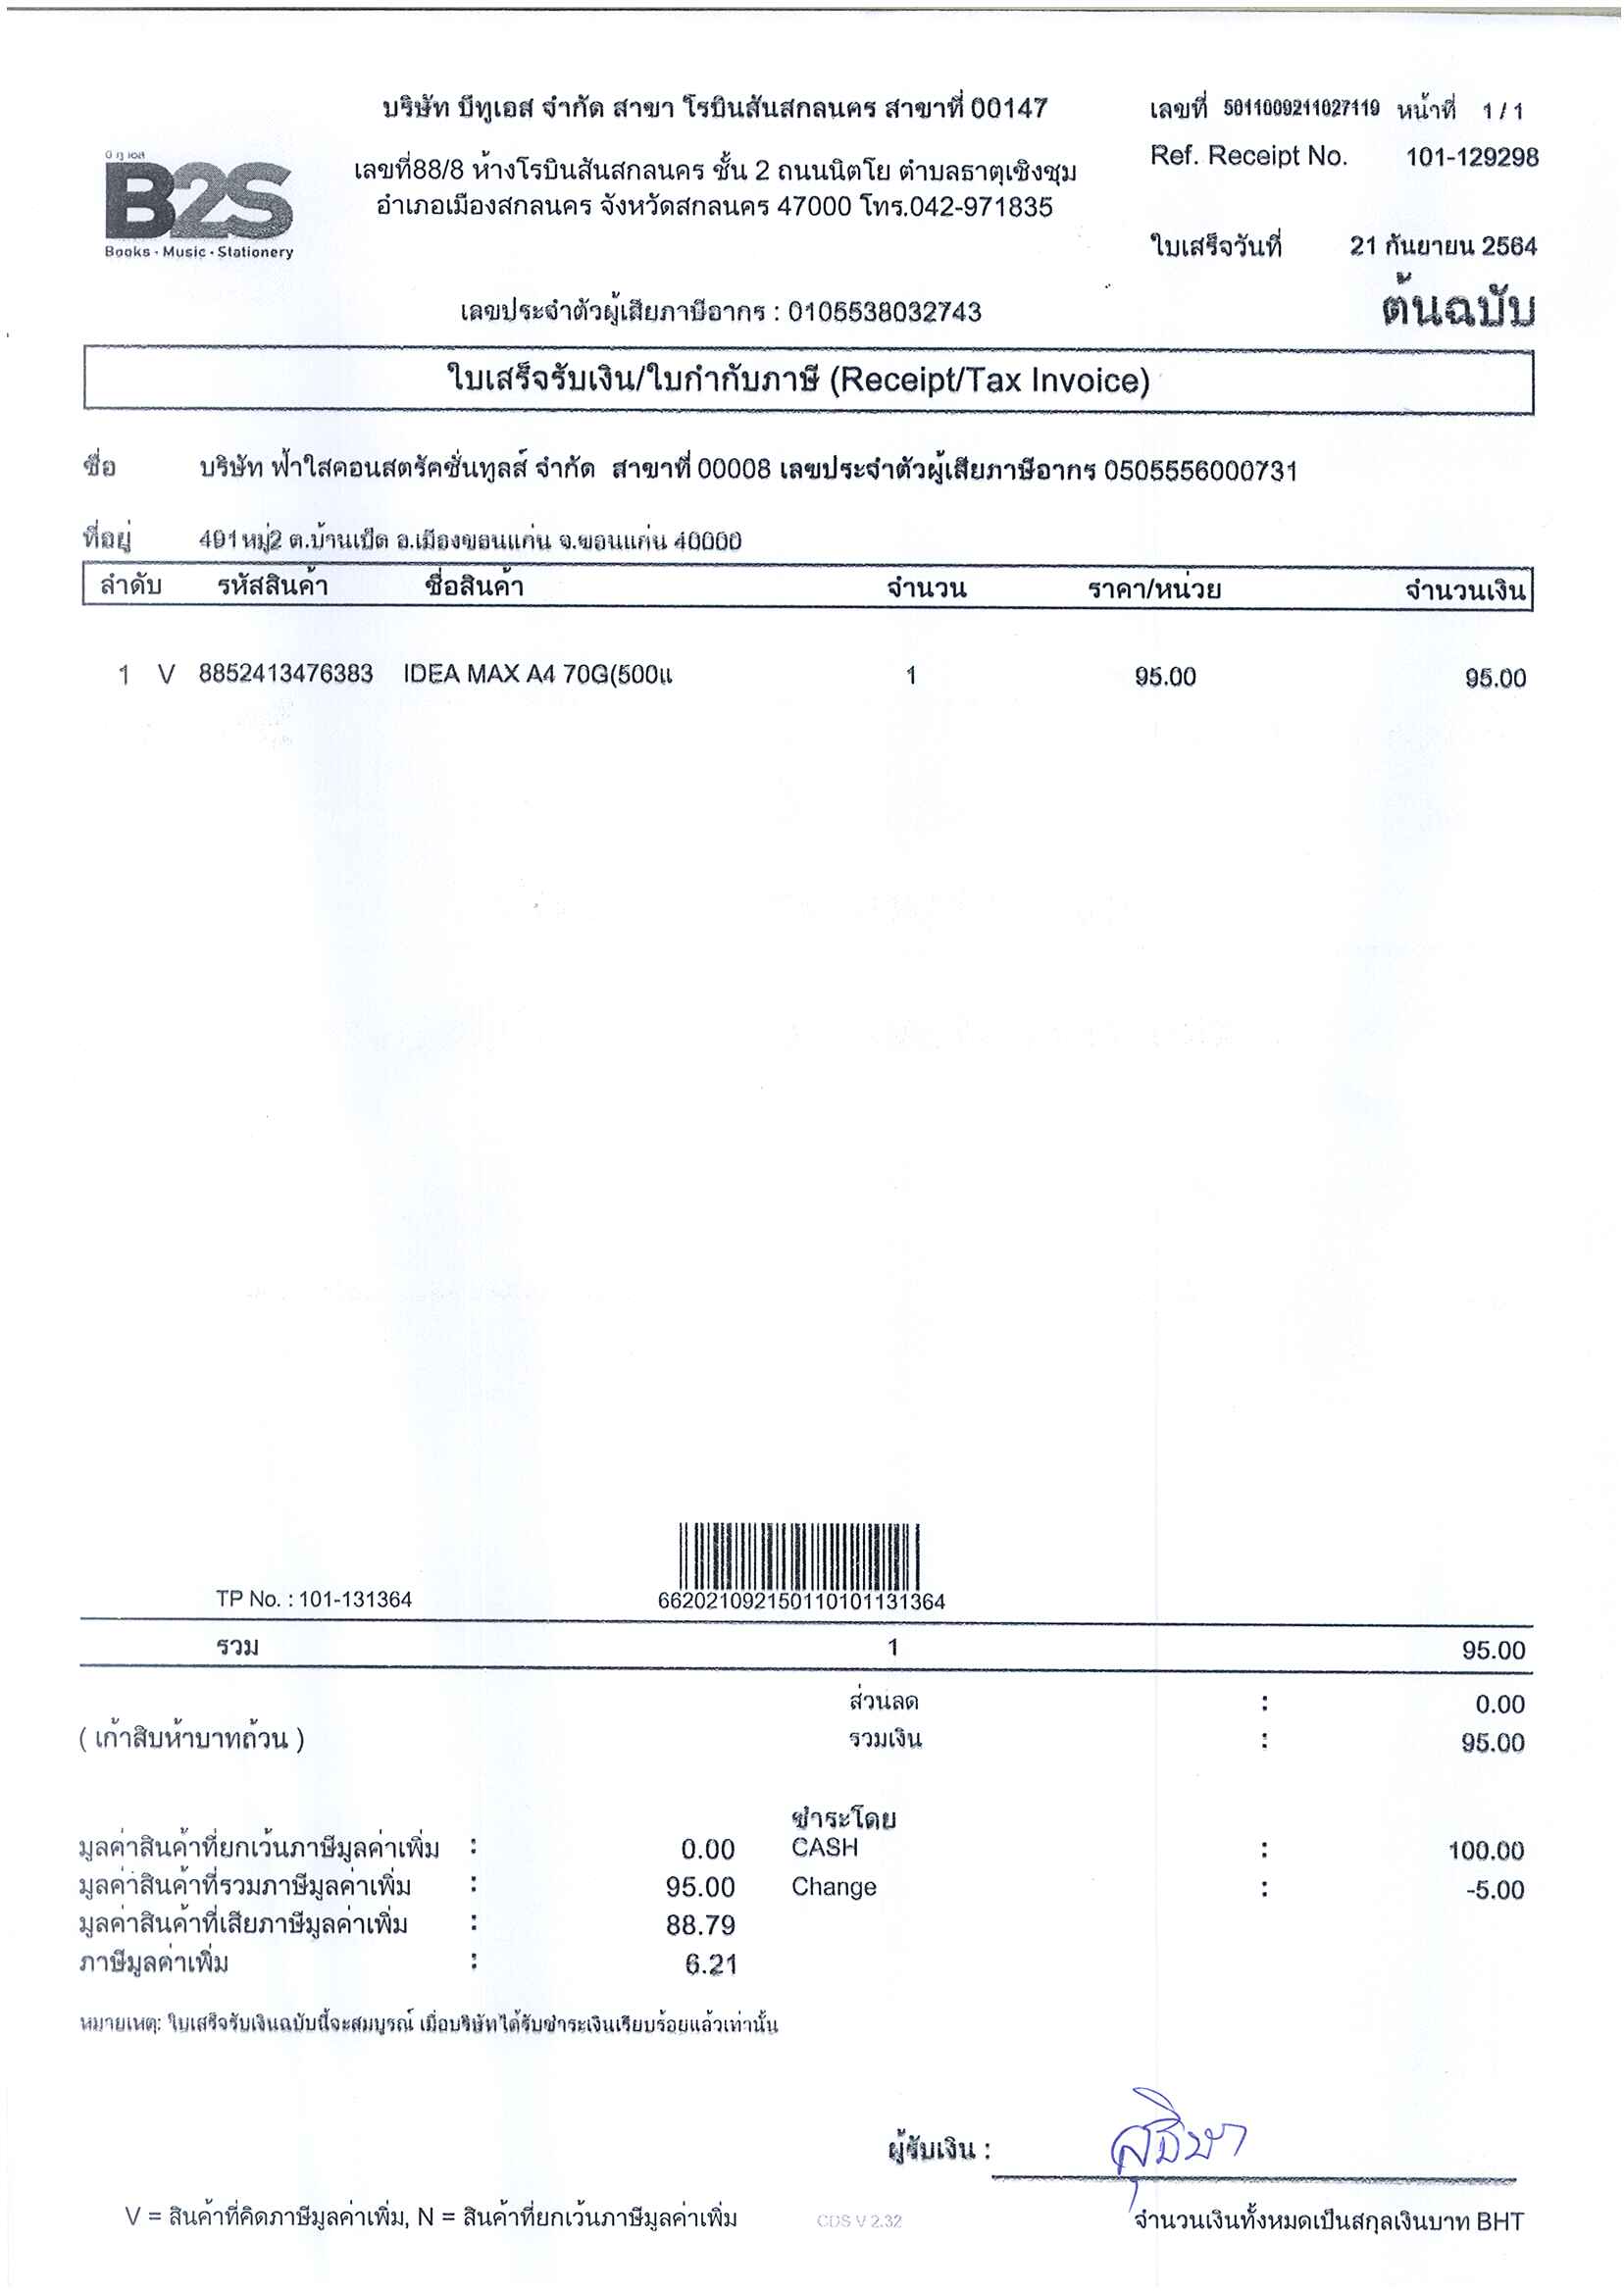 บริษัท บีทูเอส จำกัด สาขา โรบินสันสกลนคร สาขาที่ 00147
เลขที่ 5011009211027119 หน้าที่ 1 / 1
บี ทู เอส
B2S
Books · Music · Stationery
เลขที่88/8 ห้างโรบินสันสกลนคร ชั้น 2 ถนนนิตโย ตำบลธาตุเชิงชุม
อำเภอเมืองสกลนคร จังหวัดสกลนคร 47000 โทร.042-971835
Ref. Receipt No. 101-129298
ใบเสร็จวันที่ 21 กันยายน 2564
ต้นฉบับ
เลขประจำตัวผู้เสียภาษีอากร : 0105538032743
ใบเสร็จรับเงิน/ใบกำกับภาษี (Receipt/Tax Invoice)
ชื่อ บริษัท ฟ้าใสคอนสตรัคชั่นทูลส์ จำกัด สาขาที่ 00008 เลขประจำตัวผู้เสียภาษีอากร 0505556000731
ที่อยู่ 491หมู่2 ต.บ้านเป็ด อ.เมืองขอนแก่น จ.ขอนแก่น 40000
ลำดับ รหัสสินค้า ชื่อสินค้า จำนวน ราคา/หน่วย จำนวนเงิน
1 V 8852413476383 IDEA MAX A4 70G(500แ 1 95.00 95.00
TP No. : 101-131364 66202109215011010113​1364
รวม 1 95.00
ส่วนลด : 0.00
( เก้าสิบห้าบาทถ้วน ) รวมเงิน : 95.00
ชำระโดย
มูลค่าสินค้าที่ยกเว้นภาษีมูลค่าเพิ่ม : 0.00 CASH : 100.00
มูลค่าสินค้าที่รวมภาษีมูลค่าเพิ่ม : 95.00 Change : -5.00
มูลค่าสินค้าที่เสียภาษีมูลค่าเพิ่ม : 88.79
ภาษีมูลค่าเพิ่ม : 6.21
หมายเหตุ: ใบเสร็จรับเงินฉบับนี้จะสมบูรณ์ เมื่อบริษัทได้รับชำระเงินเรียบร้อยแล้วเท่านั้น
ผู้รับเงิน :
V = สินค้าที่คิดภาษีมูลค่าเพิ่ม, N = สินค้าที่ยกเว้นภาษีมูลค่าเพิ่ม CDS V 2.32 จำนวนเงินทั้งหมดเป็นสกุลเงินบาท BHT